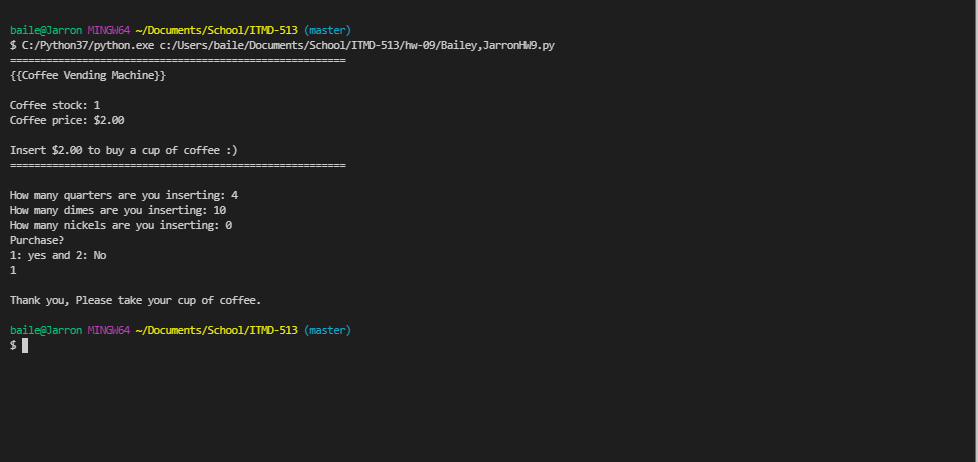 baile@Jarron MINGW64 ~/Documents/School/ITMD-513 (master)
$ C:/Python37/python.exe c:/Users/baile/Documents/School/ITMD-513/hw-09/Bailey,JarronHW9.py
========================================================
{{Coffee Vending Machine}}
Coffee stock: 1
Coffee price: $2.00
Insert $2.00 to buy a cup of coffee :)
========================================================
How many quarters are you inserting: 4
How many dimes are you inserting: 10
How many nickels are you inserting: 0
Purchase?
1: yes and 2: No
1
Thank you, Please take your cup of coffee.
baile@Jarron MINGW64 ~/Documents/School/ITMD-513 (master)
$